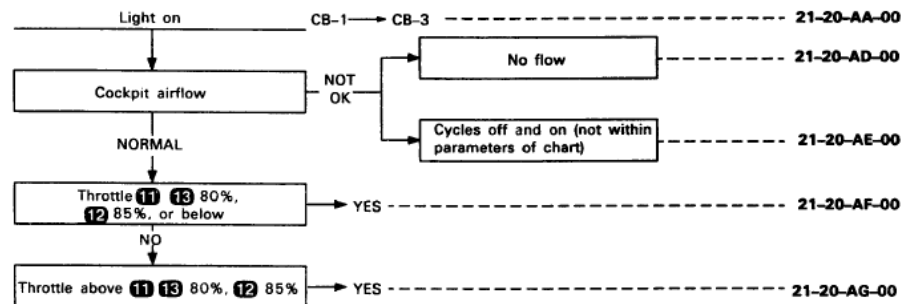 Light on
CB-1 CB-3 21-20-AA-00
No flow 21-20-AD-00
Cockpit airflow
NOT
OK
Cycles off and on (not within
parameters of chart) 21-20-AE-00
NORMAL
Throttle 11 13 80%,
12 85%, or below
YES 21-20-AF-00
NO
Throttle above 11 13 80%, 12 85% YES 21-20-AG-00